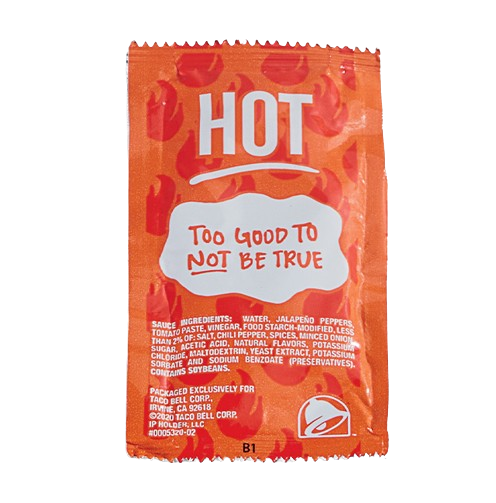 HOT
TOO GOOD TO
NOT BE TRUE
SAUCE INGREDIENTS: WATER, JALAPEÑO PEPPERS,
TOMATO PASTE, VINEGAR, FOOD STARCH-MODIFIED, LESS
THAN 2% OF: SALT, CHILI PEPPER, SPICES, MINCED ONION,
SUGAR, ACETIC ACID, NATURAL FLAVORS, POTASSIUM
CHLORIDE, MALTODEXTRIN, YEAST EXTRACT, POTASSIUM
SORBATE AND SODIUM BENZOATE (PRESERVATIVES).
CONTAINS SOYBEANS.
PACKAGED EXCLUSIVELY FOR
TACO BELL CORP.,
IRVINE, CA 92618
©2020 TACO BELL CORP.
IP HOLDER, LLC
#0005320-02
B1